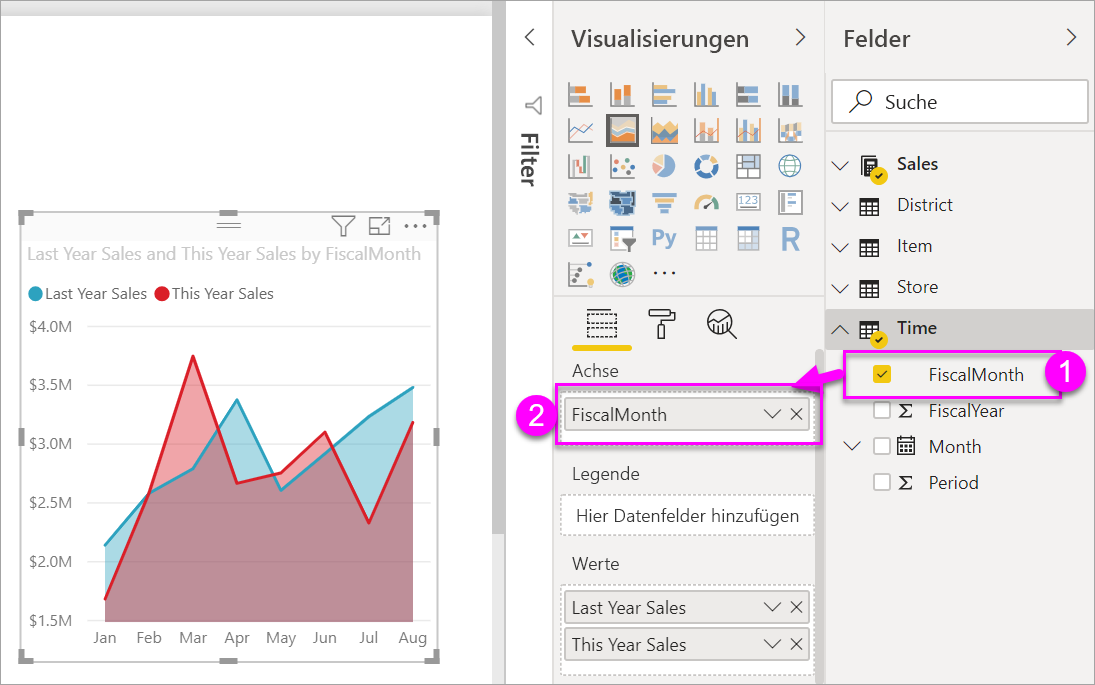 Last Year Sales and This Year Sales by FiscalMonth
Last Year Sales This Year Sales
$4.0M
$3.5M
$3.0M
$2.5M
$2.0M
$1.5M
Jan Feb Mar Apr May Jun Jul Aug
Filter
Visualisierungen
123
Py
R
Achse
2
FiscalMonth
Legende
Hier Datenfelder hinzufügen
Werte
Last Year Sales
This Year Sales
Felder
Suche
Sales
District
Item
Store
Time
FiscalMonth
1
FiscalYear
Month
Period